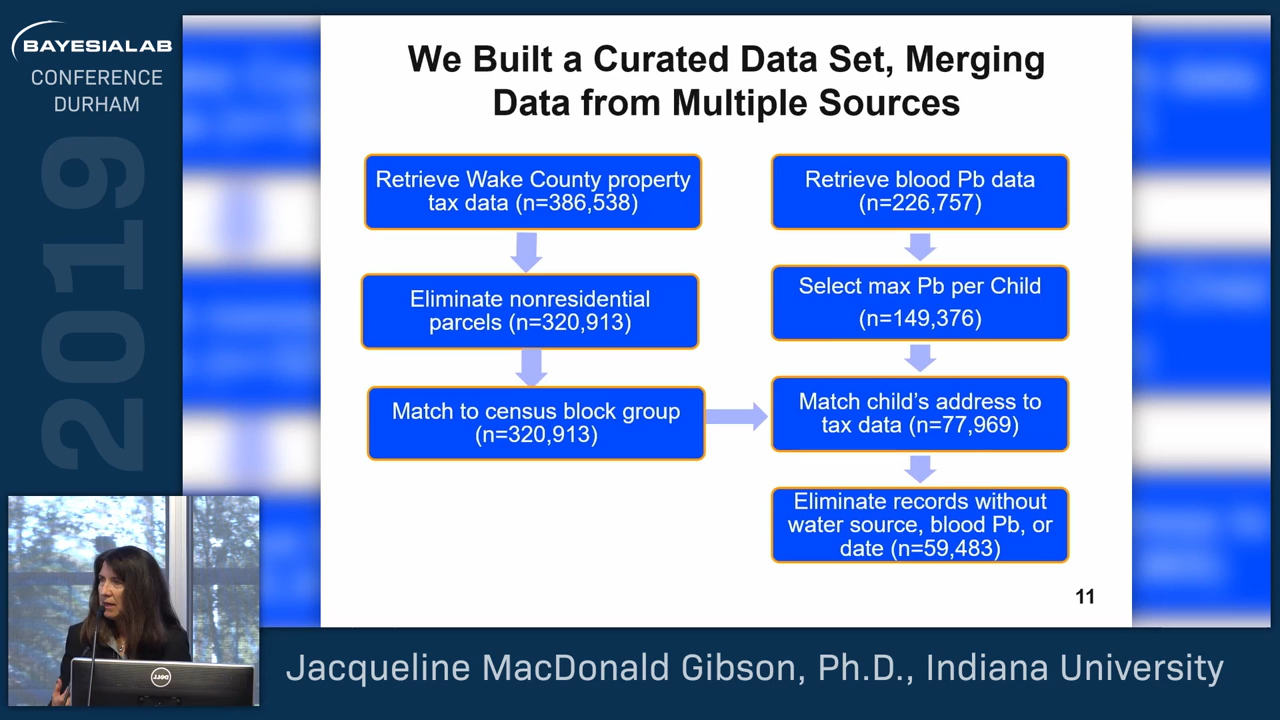 BAYESIALAB
CONFERENCE
DURHAM
2019
We Built a Curated Data Set, Merging
Data from Multiple Sources
Retrieve Wake County property
tax data (n=386,538)
Eliminate nonresidential
parcels (n=320,913)
Match to census block group
(n=320,913)
Retrieve blood Pb data
(n=226,757)
Select max Pb per Child
(n=149,376)
Match child's address to
tax data (n=77,969)
Eliminate records without
water source, blood Pb, or
date (n=59,483)
11
DELL
Jacqueline MacDonald Gibson, Ph.D., Indiana University